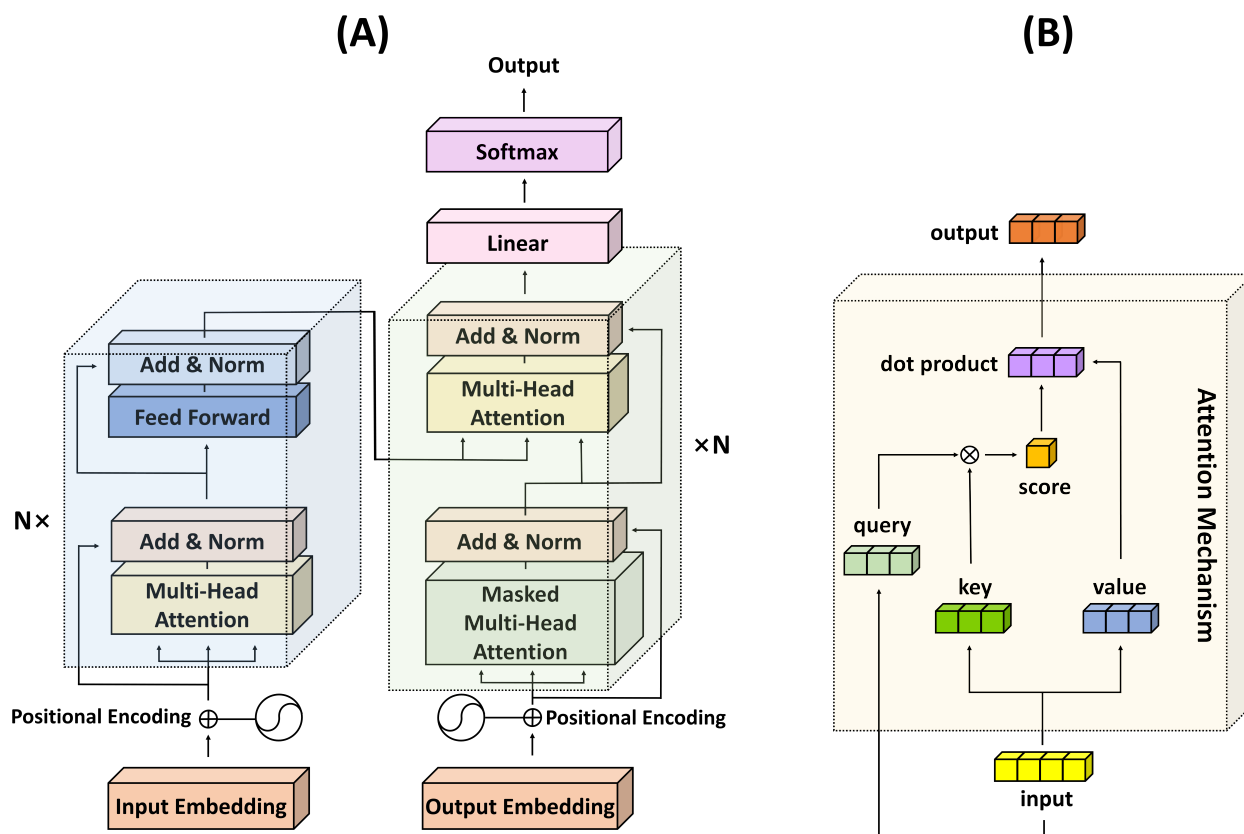 (A)
Output
Softmax
Linear
Add & Norm
Multi-Head
Attention
×N
Add & Norm
Masked
Multi-Head
Attention
Positional Encoding
Output Embedding
Add & Norm
Feed Forward
N×
Add & Norm
Multi-Head
Attention
Positional Encoding
Input Embedding
(B)
output
dot product
score
query
key
value
Attention Mechanism
input